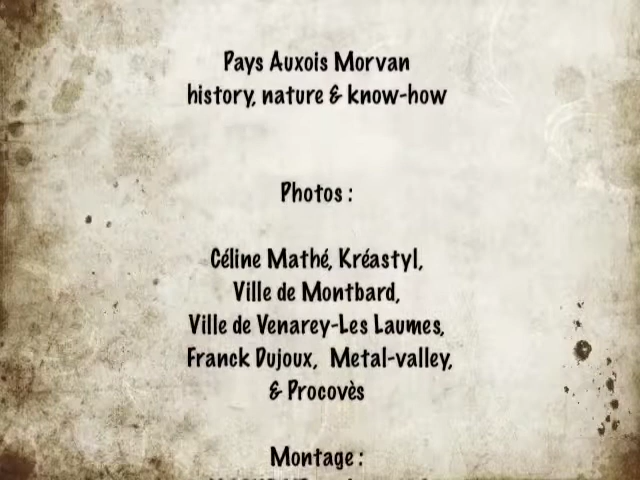 Pays Auxois Morvan
history, nature & know-how
Photos :
Céline Mathé, Kréastyl,
Ville de Montbard,
Ville de Venarey-Les Laumes,
Franck Dujoux,  Metal-valley,
& Procovès
Montage :